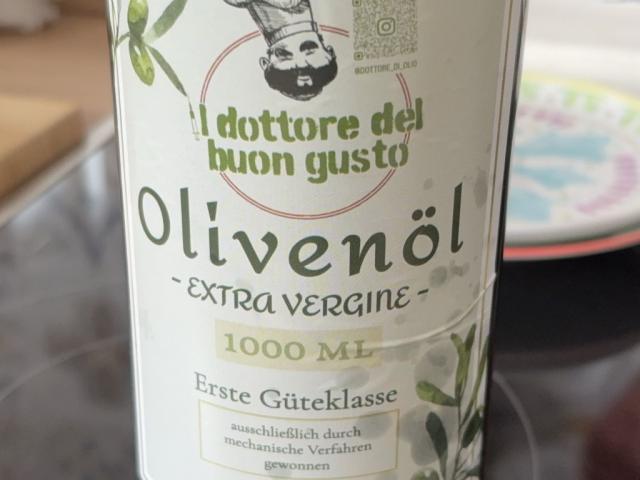 @DOTTORE_DI_OLIO
Il dottore del
buon gusto
Olivenöl
- EXTRA VERGINE -
1000 ML
Erste Güteklasse
ausschließlich durch
mechanische Verfahren
gewonnen